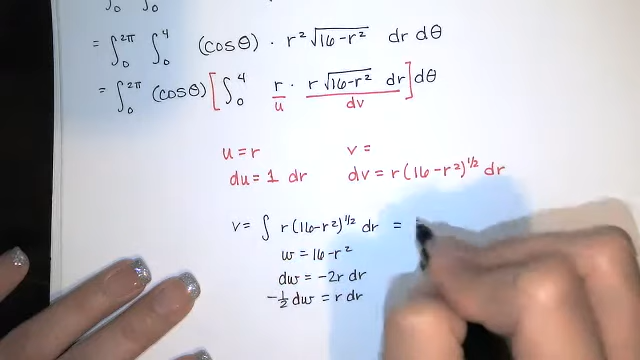 ∫₀ ∫₀
= ∫₀^2π ∫₀^4 (cosθ) · r² √16-r² dr dθ
= ∫₀^2π (cosθ) [ ∫₀^4 r · r √16-r² dr ] dθ
u dv
u = r v =
du = 1 dr dv = r (16-r²)^1/2 dr
v = ∫ r (16-r²)^1/2 dr =
w = 16-r²
dw = -2r dr
-1/2 dw = r dr